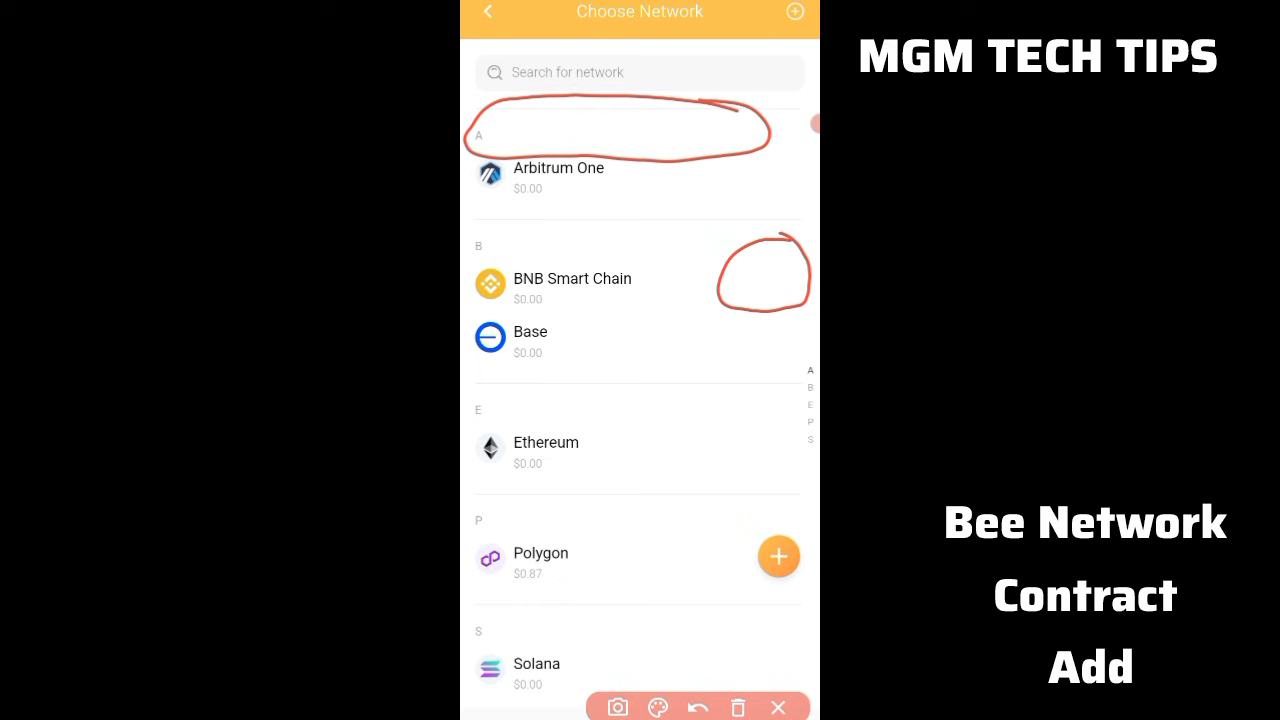 Choose Network
MGM TECH TIPS
Search for network
A
Arbitrum One
$0.00
B
BNB Smart Chain
$0.00
Base
$0.00
A
B
E
P
S
E
Ethereum
$0.00
P
Polygon
$0.87
S
Solana
$0.00
Bee Network
Contract
Add